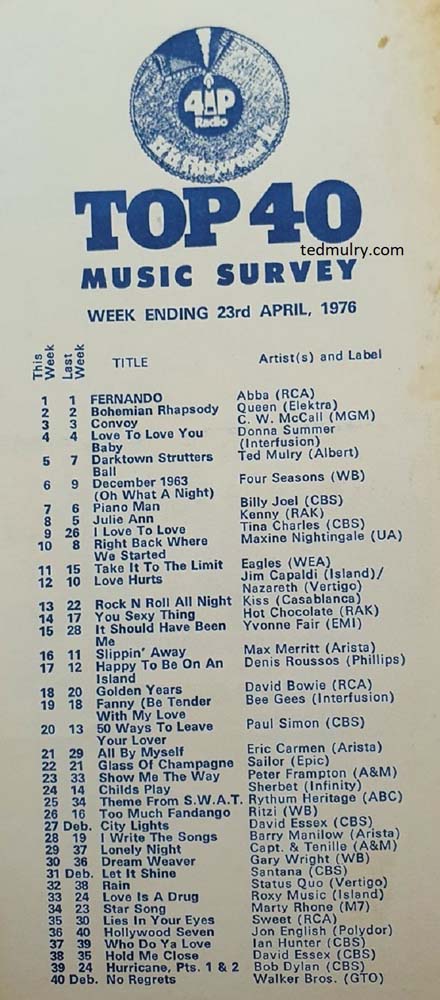 4IP
Radio
If it fits, wear it
TOP 40
tedmulry.com
MUSIC SURVEY
WEEK ENDING 23rd APRIL, 1976
This Week Last Week TITLE Artist(s) and Label
1 1 FERNANDO Abba (RCA)
2 2 Bohemian Rhapsody Queen (Elektra)
3 3 Convoy C. W. McCall (MGM)
4 4 Love To Love You Donna Summer
Baby (Interfusion)
5 7 Darktown Strutters Ted Mulry (Albert)
Ball
6 9 December 1963 Four Seasons (WB)
(Oh What A Night)
7 6 Piano Man Billy Joel (CBS)
8 5 Julie Ann Kenny (RAK)
9 26 I Love To Love Tina Charles (CBS)
10 8 Right Back Where Maxine Nightingale (UA)
We Started
11 15 Take It To The Limit Eagles (WEA)
12 10 Love Hurts Jim Capaldi (Island)/
Nazareth (Vertigo)
13 22 Rock N Roll All Night Kiss (Casablanca)
14 17 You Sexy Thing Hot Chocolate (RAK)
15 28 It Should Have Been Yvonne Fair (EMI)
Me
16 11 Slippin' Away Max Merritt (Arista)
17 12 Happy To Be On An Denis Roussos (Phillips)
Island
18 20 Golden Years David Bowie (RCA)
19 18 Fanny (Be Tender Bee Gees (Interfusion)
With My Love
20 13 50 Ways To Leave Paul Simon (CBS)
Your Lover
21 29 All By Myself Eric Carmen (Arista)
22 21 Glass Of Champagne Sailor (Epic)
23 33 Show Me The Way Peter Frampton (A&M)
24 14 Childs Play Sherbet (Infinity)
25 34 Theme From S.W.A.T. Rythum Heritage (ABC)
26 16 Too Much Fandango Ritzi (WB)
27 Deb. City Lights David Essex (CBS)
28 19 I Write The Songs Barry Manilow (Arista)
29 37 Lonely Night Capt. & Tenille (A&M)
30 36 Dream Weaver Gary Wright (WB)
31 Deb. Let It Shine Santana (CBS)
32 38 Rain Status Quo (Vertigo)
33 24 Love Is A Drug Roxy Music (Island)
34 23 Star Song Marty Rhone (M7)
35 30 Lies In Your Eyes Sweet (RCA)
36 40 Hollywood Seven Jon English (Polydor)
37 39 Who Do Ya Love Ian Hunter (CBS)
38 35 Hold Me Close David Essex (CBS)
39 24 Hurricane, Pts. 1 & 2 Bob Dylan (CBS)
40 Deb. No Regrets Walker Bros. (GTO)